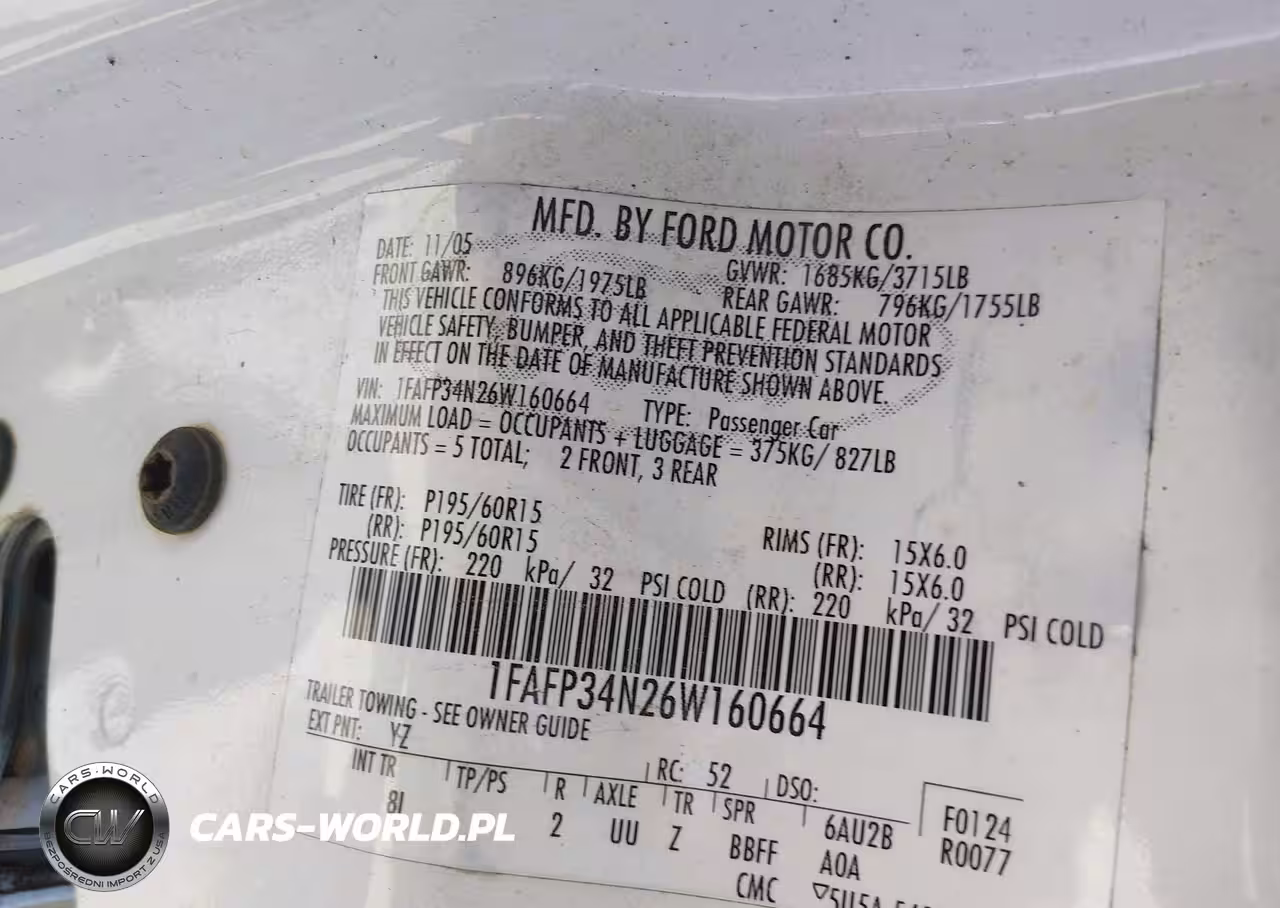 MFD. BY FORD MOTOR CO.
DATE: 11/05 GVWR: 1685KG/3715LB
FRONT GAWR: 896KG/1975LB REAR GAWR: 796KG/1755LB
THIS VEHICLE CONFORMS TO ALL APPLICABLE FEDERAL MOTOR
VEHICLE SAFETY, BUMPER, AND THEFT PREVENTION STANDARDS
IN EFFECT ON THE DATE OF MANUFACTURE SHOWN ABOVE.
VIN: 1FAFP34N26W160664 TYPE: Passenger Car
MAXIMUM LOAD = OCCUPANTS + LUGGAGE = 375KG/ 827LB
OCCUPANTS = 5 TOTAL; 2 FRONT, 3 REAR
TIRE (FR): P195/60R15 RIMS (FR): 15X6.0
(RR): P195/60R15 (RR): 15X6.0
PRESSURE (FR): 220 kPa/ 32 PSI COLD (RR): 220 kPa/ 32 PSI COLD
1FAFP34N26W160664
TRAILER TOWING - SEE OWNER GUIDE
EXT PNT: YZ RC: 52 DSO:
F0124
R0077
INT TR TP/PS R AXLE TR SPR 6AU2B
8I 2 UU Z BBFF A0A
CMC
CARS-WORLD
CW
BEZPOŚREDNI IMPORT Z USA
CARS-WORLD.PL